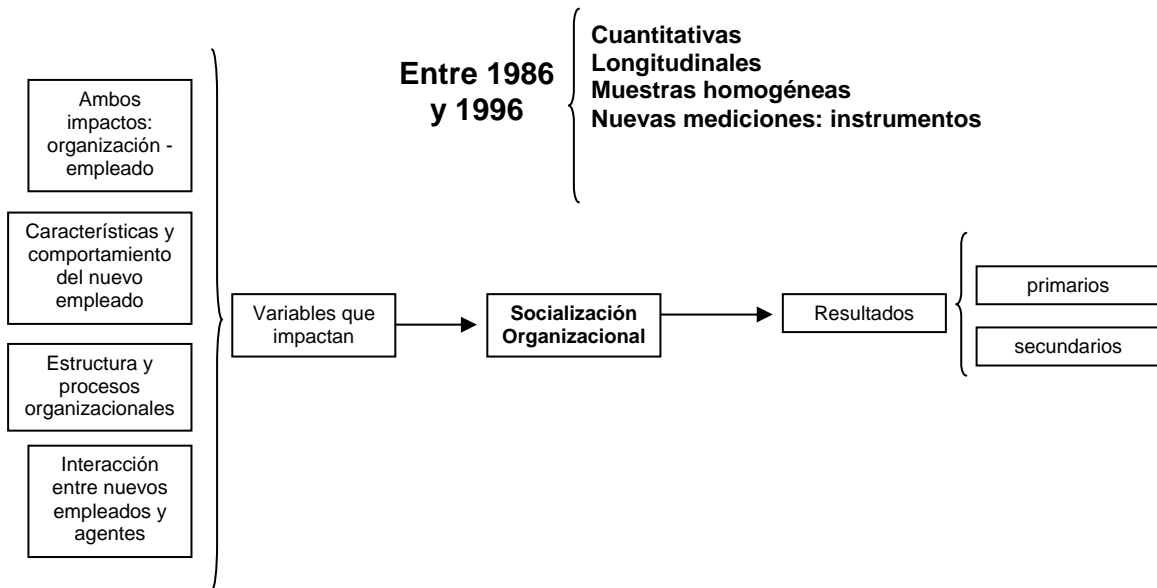 Entre 1986
y 1996
Cuantitativas
Longitudinales
Muestras homogéneas
Nuevas mediciones: instrumentos
Ambos
impactos:
organización -
empleado
Características y
comportamiento
del nuevo
empleado
Estructura y
procesos
organizacionales
Interacción
entre nuevos
empleados y
agentes
Variables que
impactan
Socialización
Organizacional
Resultados
primarios
secundarios